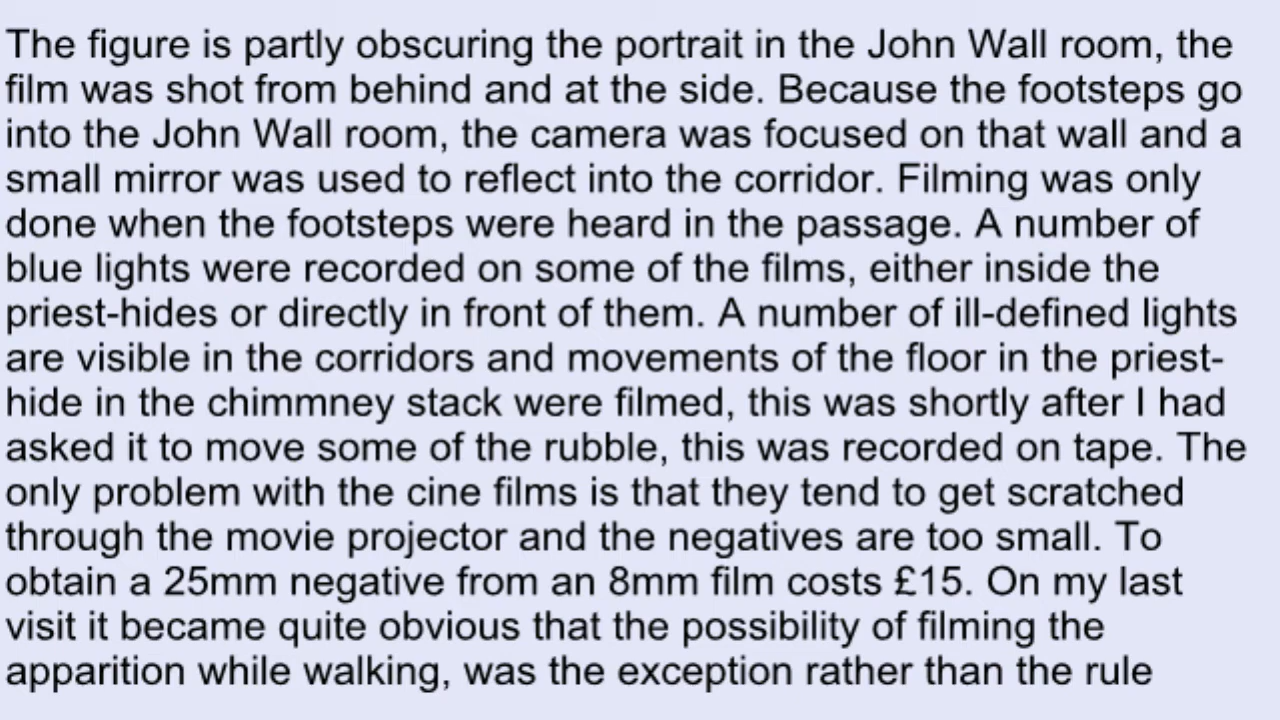 The figure is partly obscuring the portrait in the John Wall room, the
film was shot from behind and at the side. Because the footsteps go
into the John Wall room, the camera was focused on that wall and a
small mirror was used to reflect into the corridor. Filming was only
done when the footsteps were heard in the passage. A number of
blue lights were recorded on some of the films, either inside the
priest-hides or directly in front of them. A number of ill-defined lights
are visible in the corridors and movements of the floor in the priest-
hide in the chimmney stack were filmed, this was shortly after I had
asked it to move some of the rubble, this was recorded on tape. The
only problem with the cine films is that they tend to get scratched
through the movie projector and the negatives are too small. To
obtain a 25mm negative from an 8mm film costs £15. On my last
visit it became quite obvious that the possibility of filming the
apparition while walking, was the exception rather than the rule